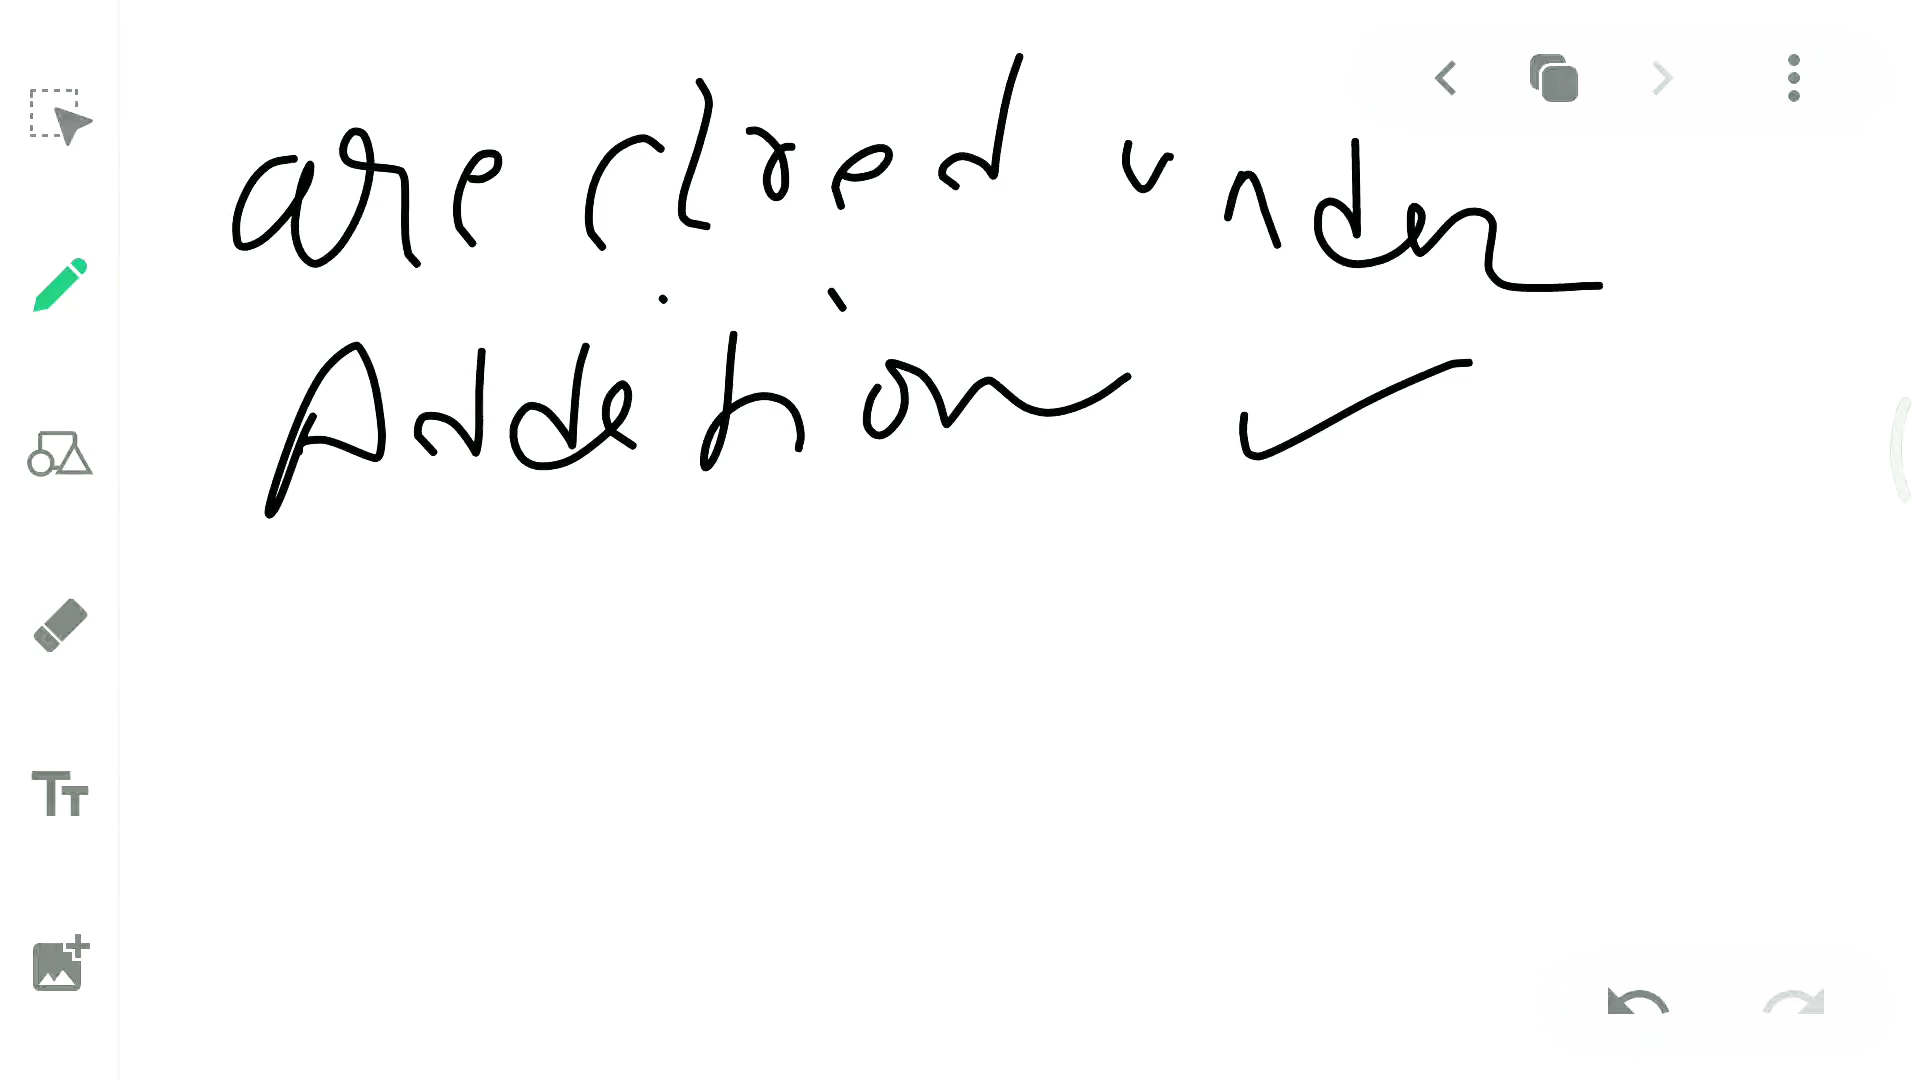 are closed under
Addition ✓